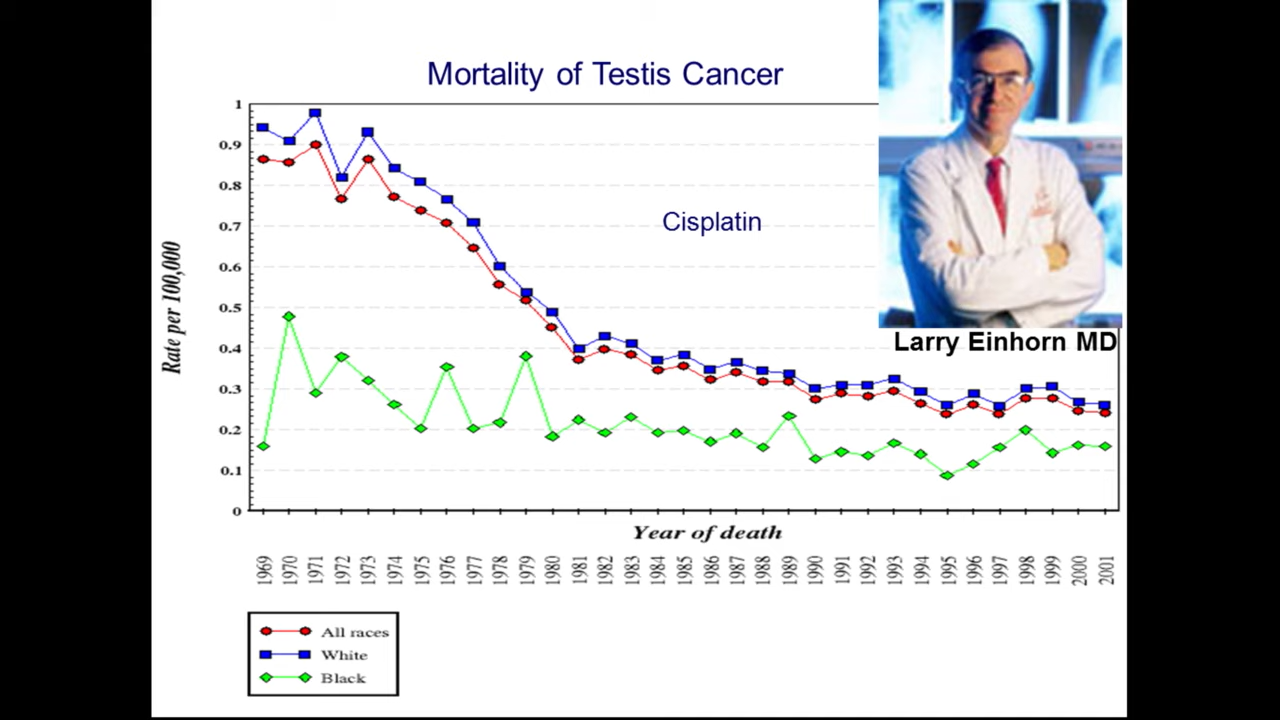 Mortality of Testis Cancer
1
0.9
0.8
0.7
0.6
0.5
0.4
0.3
0.2
0.1
0
Rate per 100,000
Cisplatin
Larry Einhorn MD
Year of death
1969 1970 1971 1972 1973 1974 1975 1976 1977 1978 1979 1980 1981 1982 1983 1984 1985 1986 1987 1988 1989 1990 1991 1992 1993 1994 1995 1996 1997 1998 1999 2000 2001
All races
White
Black